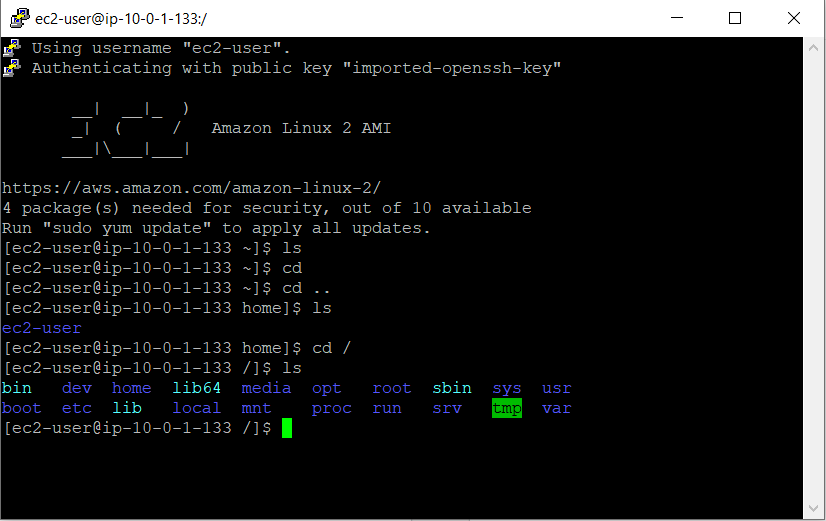 ec2-user@ip-10-0-1-133:/
Using username "ec2-user".
Authenticating with public key "imported-openssh-key"
       __|  __|_  )
       _|  (     /   Amazon Linux 2 AMI
      ___|\___|___|
https://aws.amazon.com/amazon-linux-2/
4 package(s) needed for security, out of 10 available
Run "sudo yum update" to apply all updates.
[ec2-user@ip-10-0-1-133 ~]$ ls
[ec2-user@ip-10-0-1-133 ~]$ cd
[ec2-user@ip-10-0-1-133 ~]$ cd ..
[ec2-user@ip-10-0-1-133 home]$ ls
ec2-user
[ec2-user@ip-10-0-1-133 home]$ cd /
[ec2-user@ip-10-0-1-133 /]$ ls
bin   dev  home  lib64  media  opt   root  sbin  sys  usr
boot  etc  lib   local  mnt    proc  run   srv   tmp  var
[ec2-user@ip-10-0-1-133 /]$